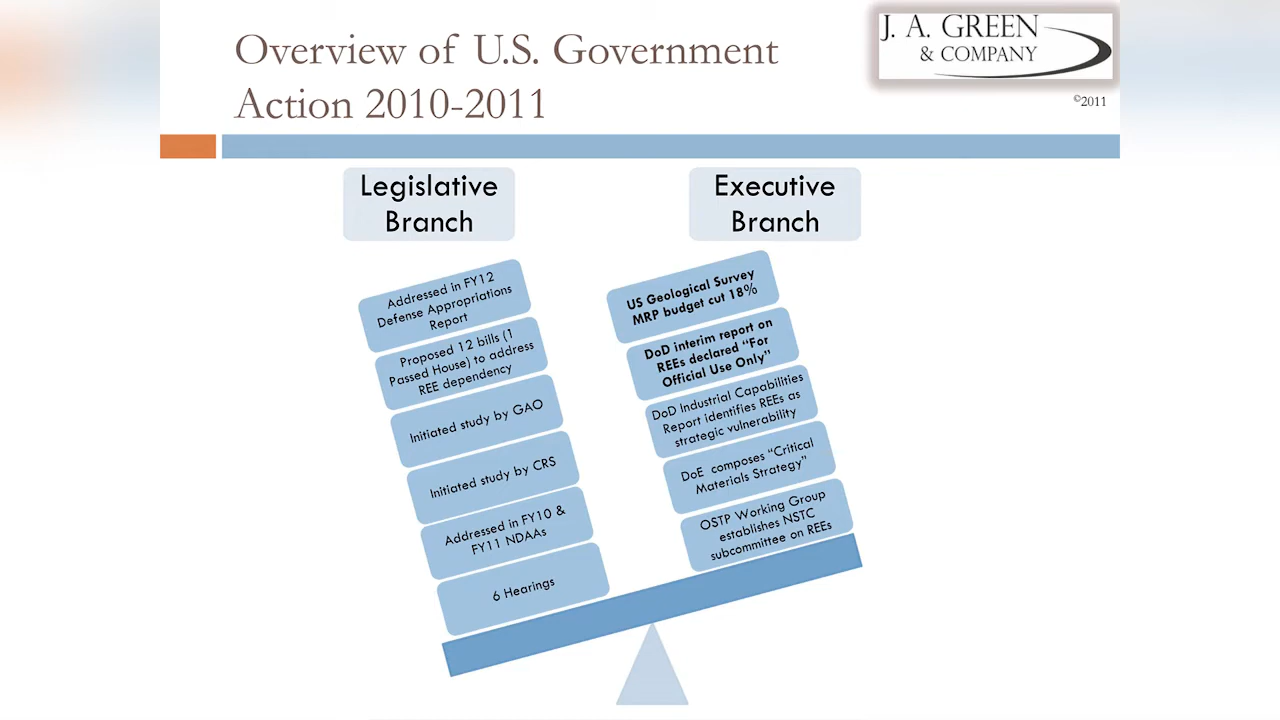 Overview of U.S. Government
Action 2010-2011
J. A. GREEN
& COMPANY
©2011
Legislative
Branch
Addressed in FY12
Defense Appropriations
Report
Proposed 12 bills (1
Passed House) to address
REE dependency
Initiated study by GAO
Initiated study by CRS
Addressed in FY10 &
FY11 NDAAs
6 Hearings
Executive
Branch
US Geological Survey
MRP budget cut 18%
DoD interim report on
REEs declared “For
Official Use Only”
DoD Industrial Capabilities
Report identifies REEs as
strategic vulnerability
DoE composes “Critical
Materials Strategy”
OSTP Working Group
establishes NSTC
subcommittee on REEs